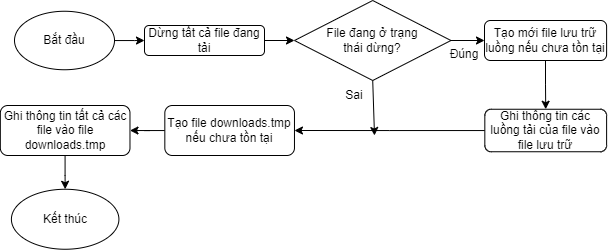 Bắt đầu
Dừng tất cả file đang
tải
File đang ở trạng
thái dừng?
Đúng
Tạo mới file lưu trữ
luồng nếu chưa tồn tại
Sai
Ghi thông tin các
luồng tải của file vào
file lưu trữ
Tạo file downloads.tmp
nếu chưa tồn tại
Ghi thông tin tất cả các
file vào file
downloads.tmp
Kết thúc